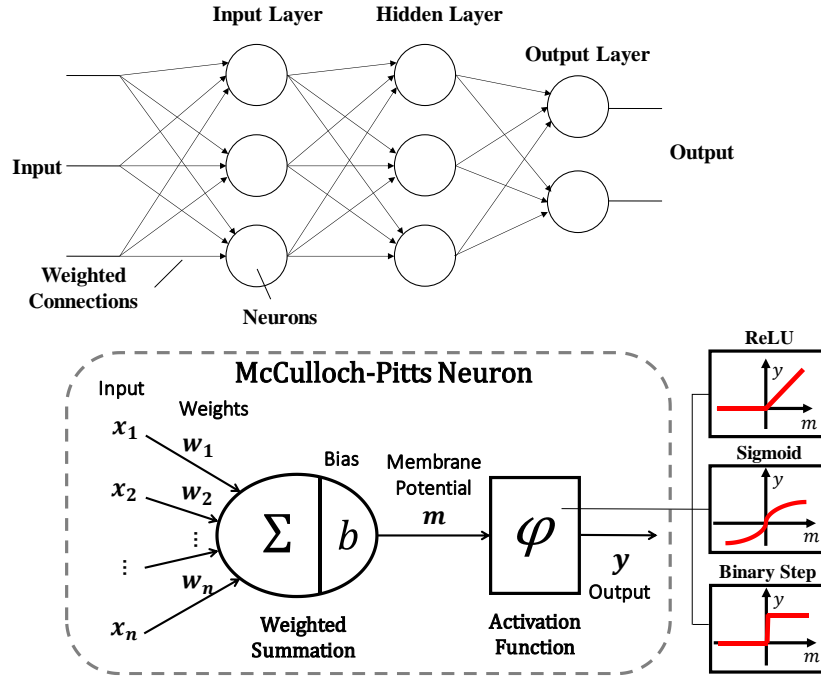 Input Layer
Hidden Layer
Output Layer
Input
Output
Weighted
Connections
Neurons
McCulloch-Pitts Neuron
Input
Weights
x₁
w₁
x₂
w₂
⋮
⋮
wₙ
xₙ
Σ
Bias
b
Weighted
Summation
Membrane
Potential
m
φ
Activation
Function
y
Output
ReLU
y
m
Sigmoid
y
m
Binary Step
y
m